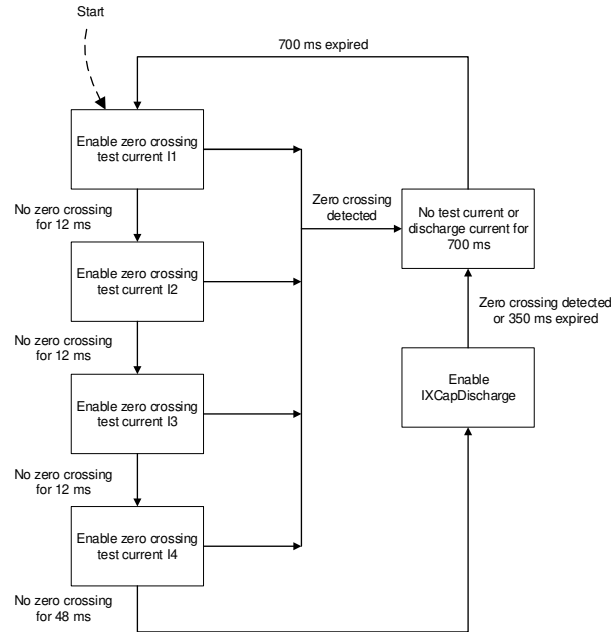 Start
700 ms expired
Enable zero crossing
test current I1
No zero crossing
for 12 ms
Zero crossing
detected
No test current or
discharge current for
700 ms
Enable zero crossing
test current I2
Zero crossing detected
or 350 ms expired
No zero crossing
for 12 ms
Enable
IXCapDischarge
Enable zero crossing
test current I3
No zero crossing
for 12 ms
Enable zero crossing
test current I4
No zero crossing
for 48 ms